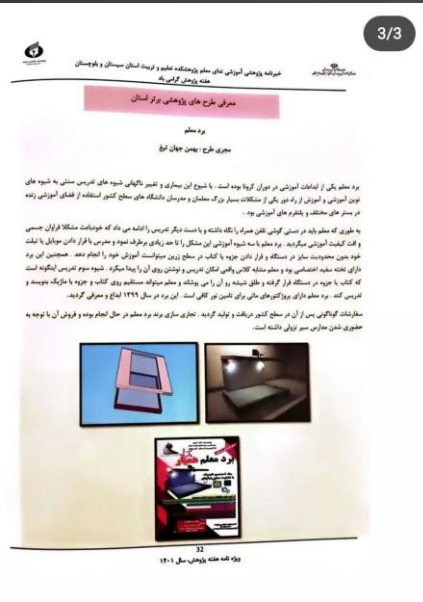 3/3
خبرنامه پژوهشی آموزشی ندای معلم پژوهشکده تعلیم و تربیت استان سیستان و بلوچستان
هفته پژوهش گرامی باد
معرفی طرح های پژوهشی برتر استان
برد معلم
مجری طرح : بهمن جهان تیغ
برد معلم یکی از ابداعات آموزشی در دوران کرونا بوده است . با شیوع این بیماری و تغییر ناگهانی شیوه های تدریس سنتی به شیوه های
نوین آموزشی و آموزش از راه دور یکی از مشکلات بسیار بزرگ معلمان و مدرسان دانشگاه های سطح کشور استفاده از فضای آموزشی زنده
در بستر های مختلف و پلتفرم های آموزشی بود .
به طوری که معلم باید در دستی گوشی تلفن همراه را نگاه داشته و با دست دیگر تدریس را ادامه می داد که خودباعث مشکلا فراوان جسمی
و افت کیفیت آموزشی میگردید . برد معلم با سه شیوه آموزشی این مشکل را تا حد زیادی برطرف نمود و مدرس با قرار دادن موبایل یا تبلت
خود بدون محدودیت سایز در دستگاه و قرار دادن جزوه یا کتاب در صفحه زیرین میتوانست آموزش خود را انجام دهد . همچنین این برد
دارای تخته سفید اختصاصی بود و معلم مشابه کلاس واقعی امکان تدریس و نوشتن روی آن را پیدا میکرد . شیوه سوم تدریس اینگونه است
که کتاب یا جزوه در دستگاه قرار گرفته و طلق شیشه رو آن را می پوشاند و معلم میتواند مستقیم روی کتاب و جزوه با ماژیک بنویسد و
تدریس کند . برد معلم دارای پروژکتورهای ماتی برای تامین نور کافی است . این برد در سال ۱۳۹۹ ابداع و معرفی گردید.
سفارشات گوناگونی پس از آن در سطح کشور دریافت و تولید گردید . تجاری سازی برند برد معلم در حال انجام بوده و فروش آن با توجه به
حضوری شدن مدارس سیر نزولی داشته است.
برد معلم همیار
32
ویژه نامه هفته پژوهش، سال ۱۴۰۱